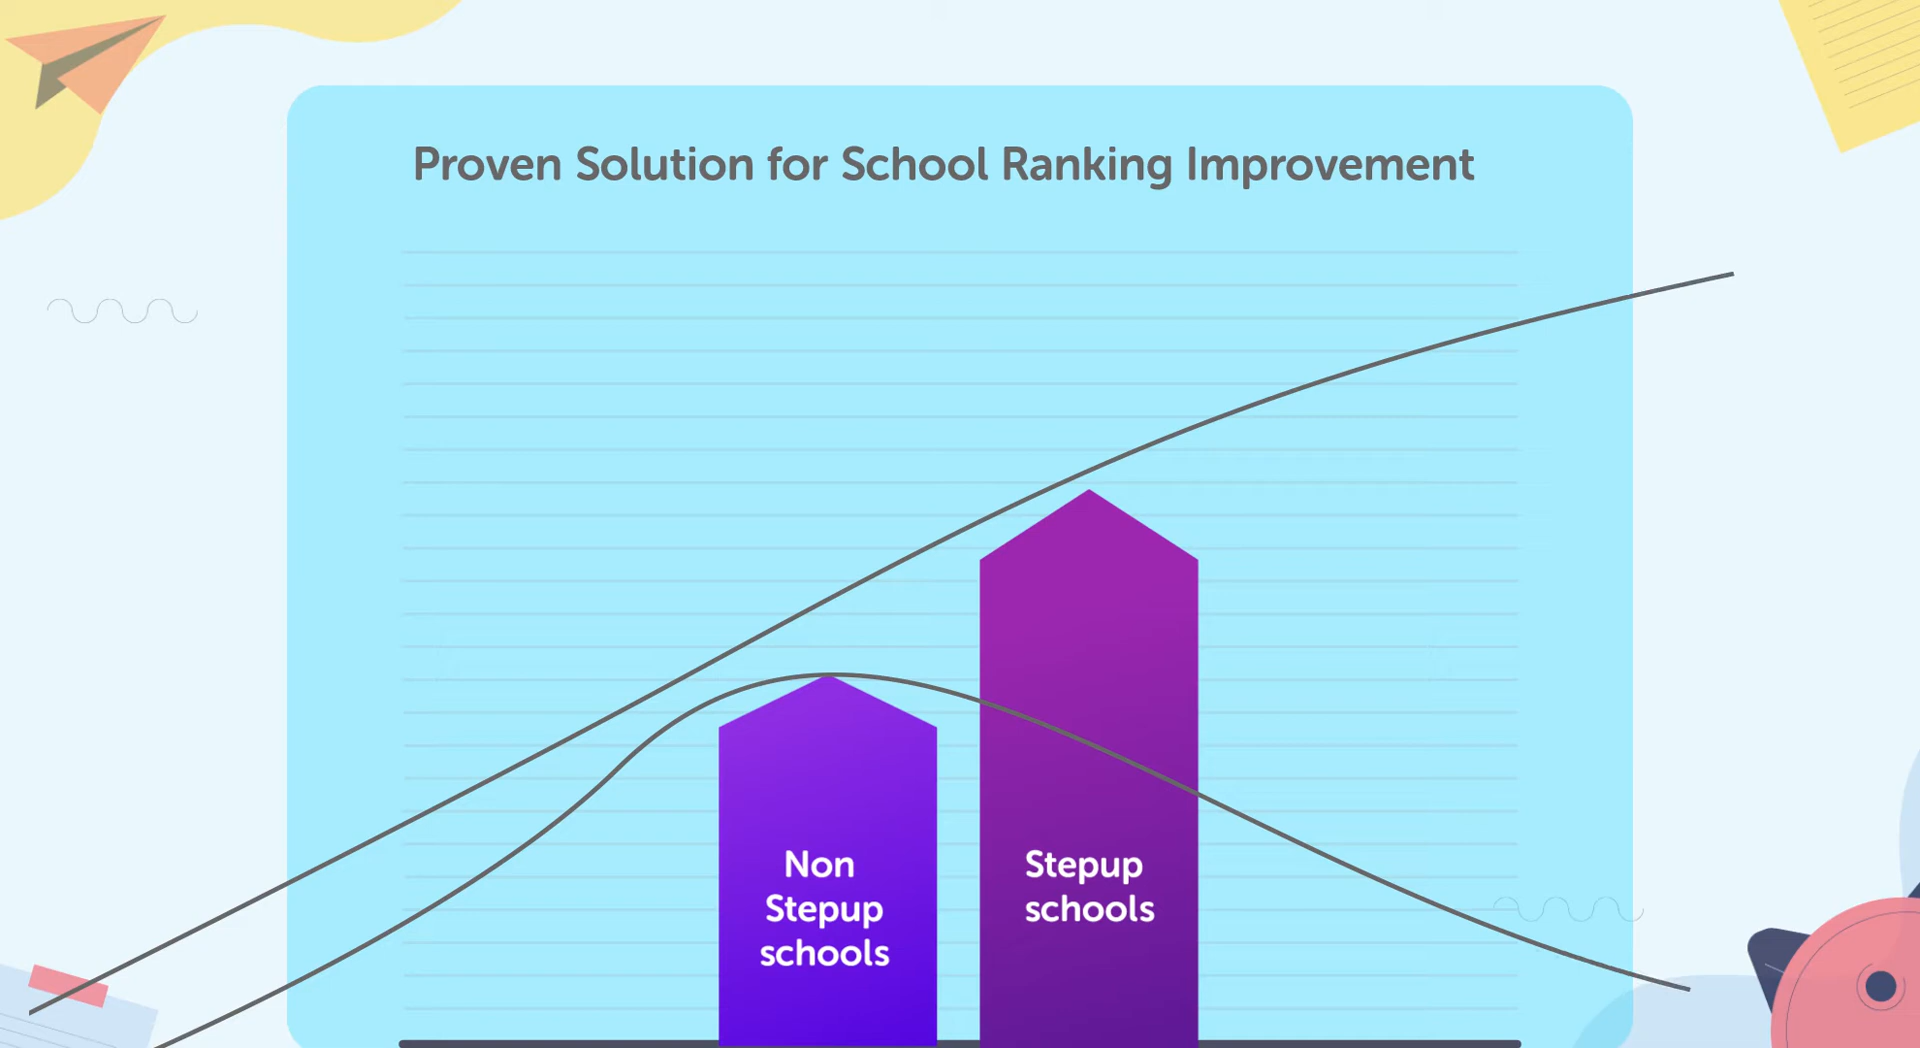 Proven Solution for School Ranking Improvement
Non
Stepup
schools
Stepup
schools